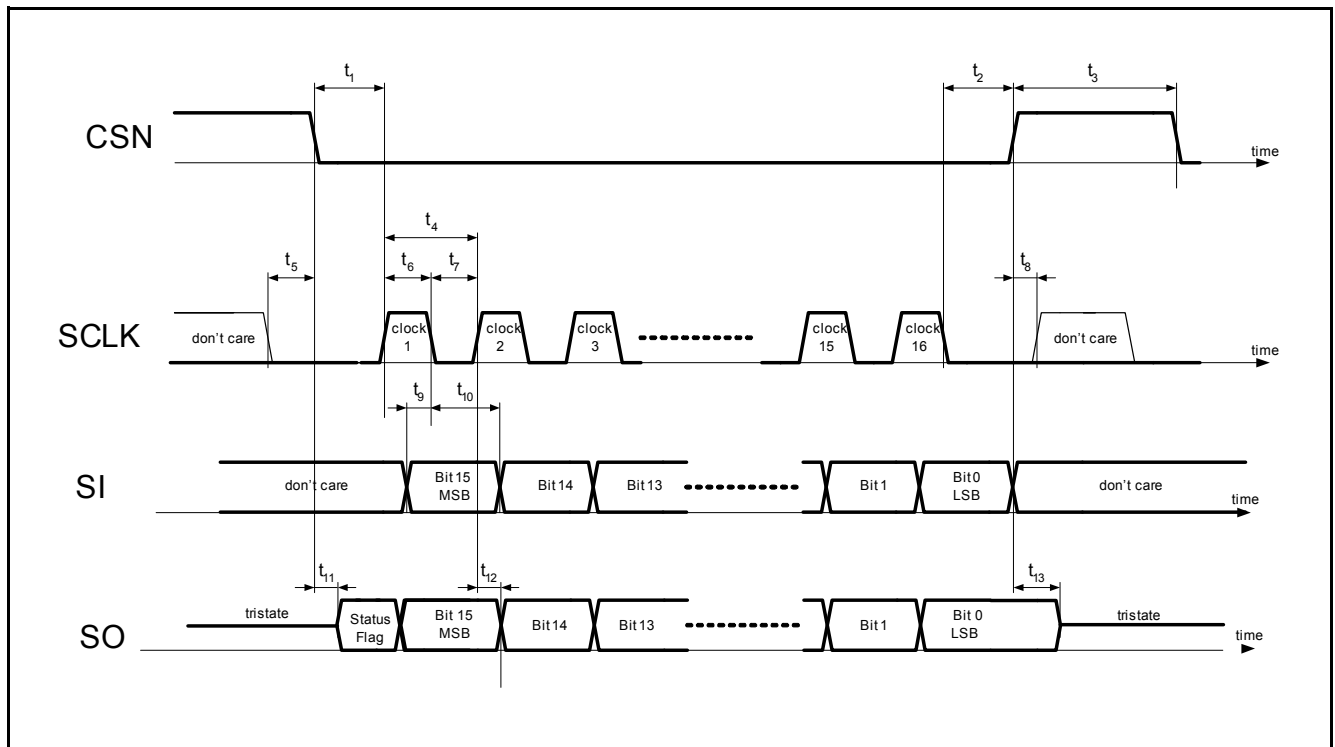 t1
t2
t3
CSN
time
t4
t5
t6
t7
t8
SCLK
don't care
clock
1
clock
2
clock
3
clock
15
clock
16
don't care
time
t9
t10
SI
don't care
Bit 15
MSB
Bit 14
Bit 13
Bit 1
Bit 0
LSB
don't care
time
t11
t12
t13
SO
tristate
Status
Flag
Bit 15
MSB
Bit 14
Bit 13
Bit 1
Bit 0
LSB
tristate
time